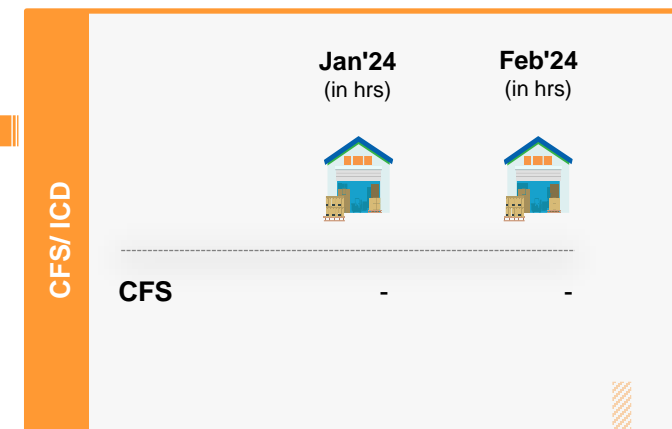 Jan'24 Feb'24
(in hrs) (in hrs)
CFS/ ICD
CFS - -